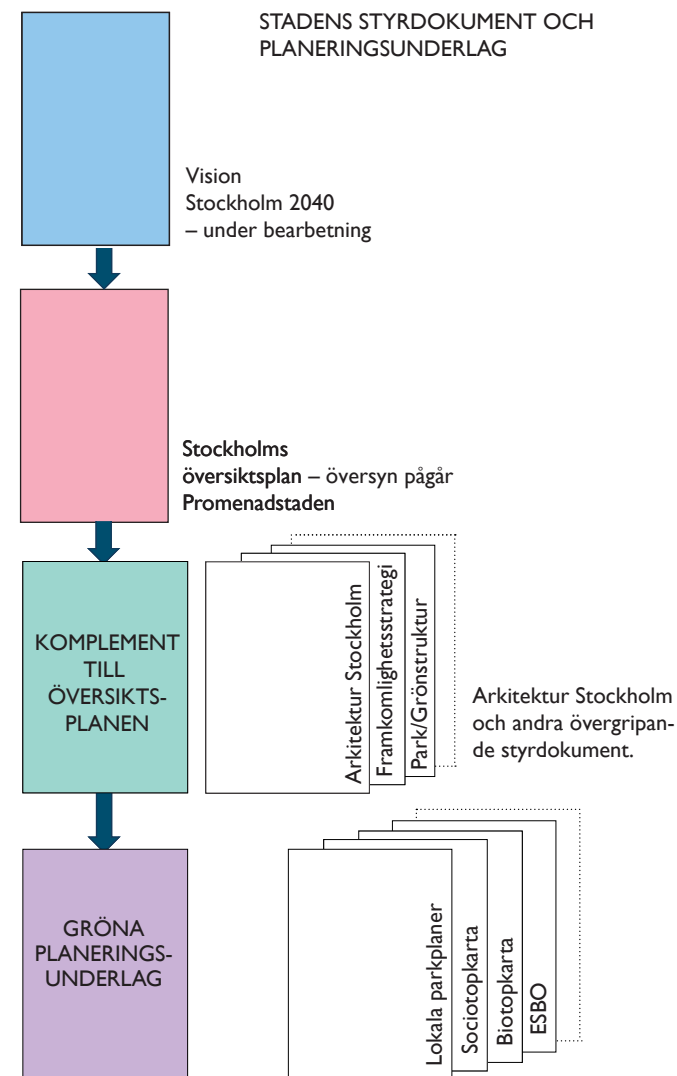 STADENS STYRDOKUMENT OCH
PLANERINGSUNDERLAG
Vision
Stockholm 2040
– under bearbetning
Stockholms
översiktsplan – översyn pågår
Promenadstaden
KOMPLEMENT
TILL
ÖVERSIKTS-
PLANEN
Arkitektur Stockholm
Framkomlighetsstrategi
Park/Grönstruktur
Arkitektur Stockholm
och andra övergripan-
de styrdokument.
GRÖNA
PLANERINGS-
UNDERLAG
Lokala parkplaner
Sociotopkarta
Biotopkarta
ESBO